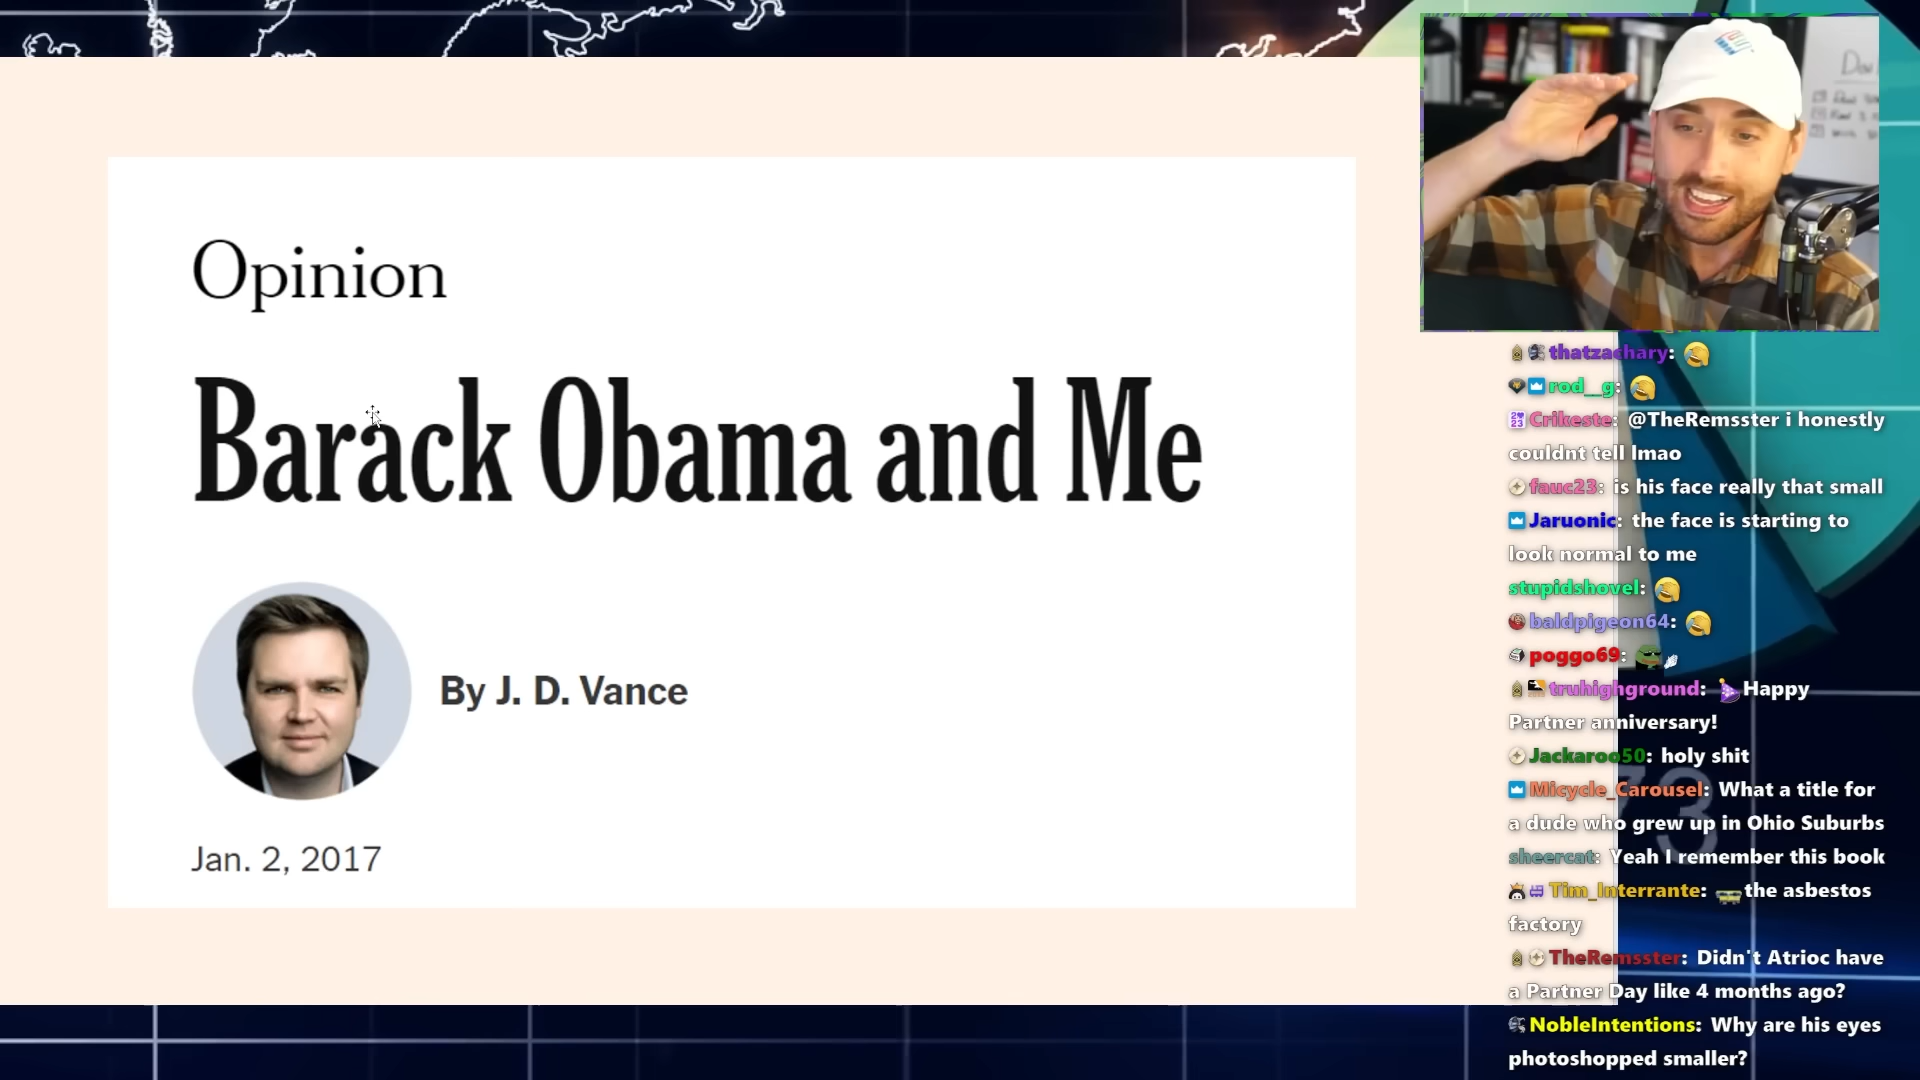 Opinion
Barack Obama and Me
By J. D. Vance
Jan. 2, 2017
thatzachary:
rod__g:
Crikeste: @TheRemsster i honestly
couldnt tell lmao
fauc23: is his face really that small
Jaruonic: the face is starting to
look normal to me
stupidshovel:
baldpigeon64:
poggo69:
truhighground: Happy
Partner anniversary!
Jackaroo50: holy shit
Micycle_Carousel: What a title for
a dude who grew up in Ohio Suburbs
sheercat: Yeah I remember this book
Tim_Interrante: the asbestos
factory
TheRemsster: Didn't Atrioc have
a Partner Day like 4 months ago?
NobleIntentions: Why are his eyes
photoshopped smaller?